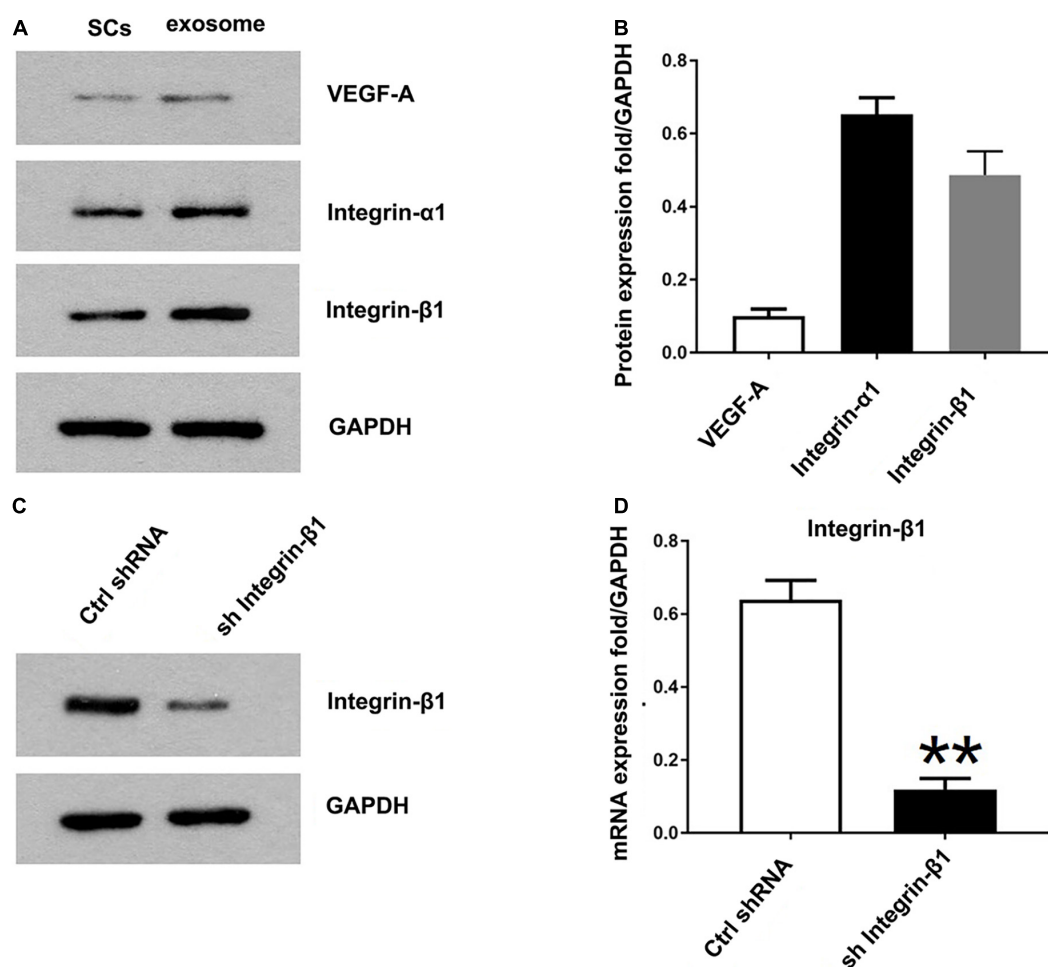 A
SCs
exosome
VEGF-A
Integrin-α1
Integrin-β1
GAPDH
B
Protein expression fold/GAPDH
0.8
0.6
0.4
0.2
0.0
VEGF-A
Integrin-α1
Integrin-β1
C
Ctrl shRNA
sh Integrin-β1
Integrin-β1
GAPDH
D
Integrin-β1
mRNA expression fold/GAPDH
0.8
0.6
0.4
0.2
0.0
**
Ctrl shRNA
sh Integrin-β1